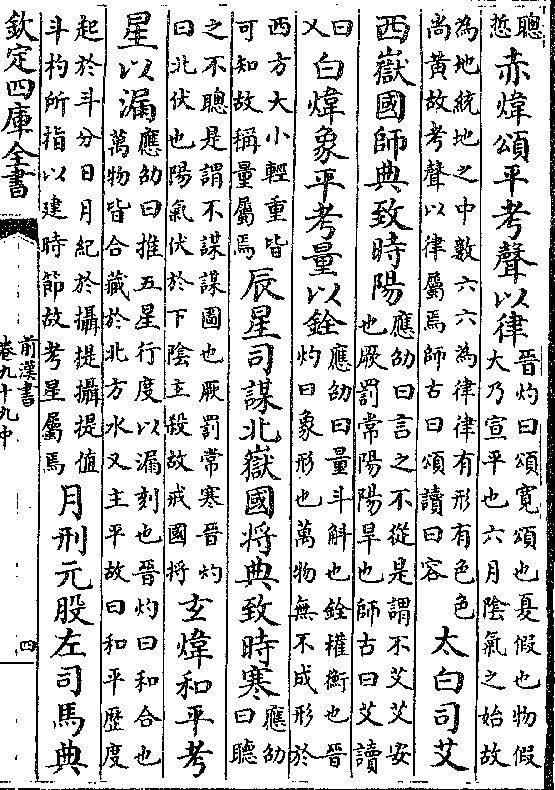 聰悊赤煒頌平考聲以律晉灼曰頌寛頌也夏假也物假大乃宣平也六月陰氣之始故
為地統地之中數六六為律律有形有色色尚黄故考聲以律屬焉師古曰頌讀曰容太白司艾
西嶽國師典致時陽應劭曰言之不從是謂不艾艾安也厥罰常陽陽旱也師古曰艾讀
曰乂白煒象平考量以銓應劭曰量斗斛也銓權衡也晉灼曰象形也萬物無不成形於
西方大小輕重皆可知故稱量屬焉辰星司謀北嶽國将典致時寒應劭曰聽
之不聰是謂不謀謀圖也厥罰常寒晉灼曰北伏也陽氣伏於下陰主殺故戒國将玄煒和平考
星以漏應劭曰推五星行度以漏刻也晉灼曰和合也萬物皆合藏於北方水又主平故曰和平歷度
起於斗分日月紀於攝提攝提值斗杓所指以建時節故考星屬焉月刑元股左司馬典
欽定四庫全書
前漢書
卷九十九中
四